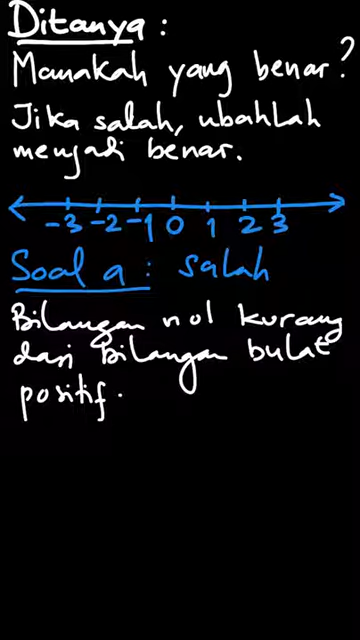 Ditanya :
Manakah yang benar?
Jika salah, ubahlah
menjadi benar.
-3 -2 -1 0 1 2 3
Soal a : salah
Bilangan nol kurang
dari Bilangan bulat
positif.